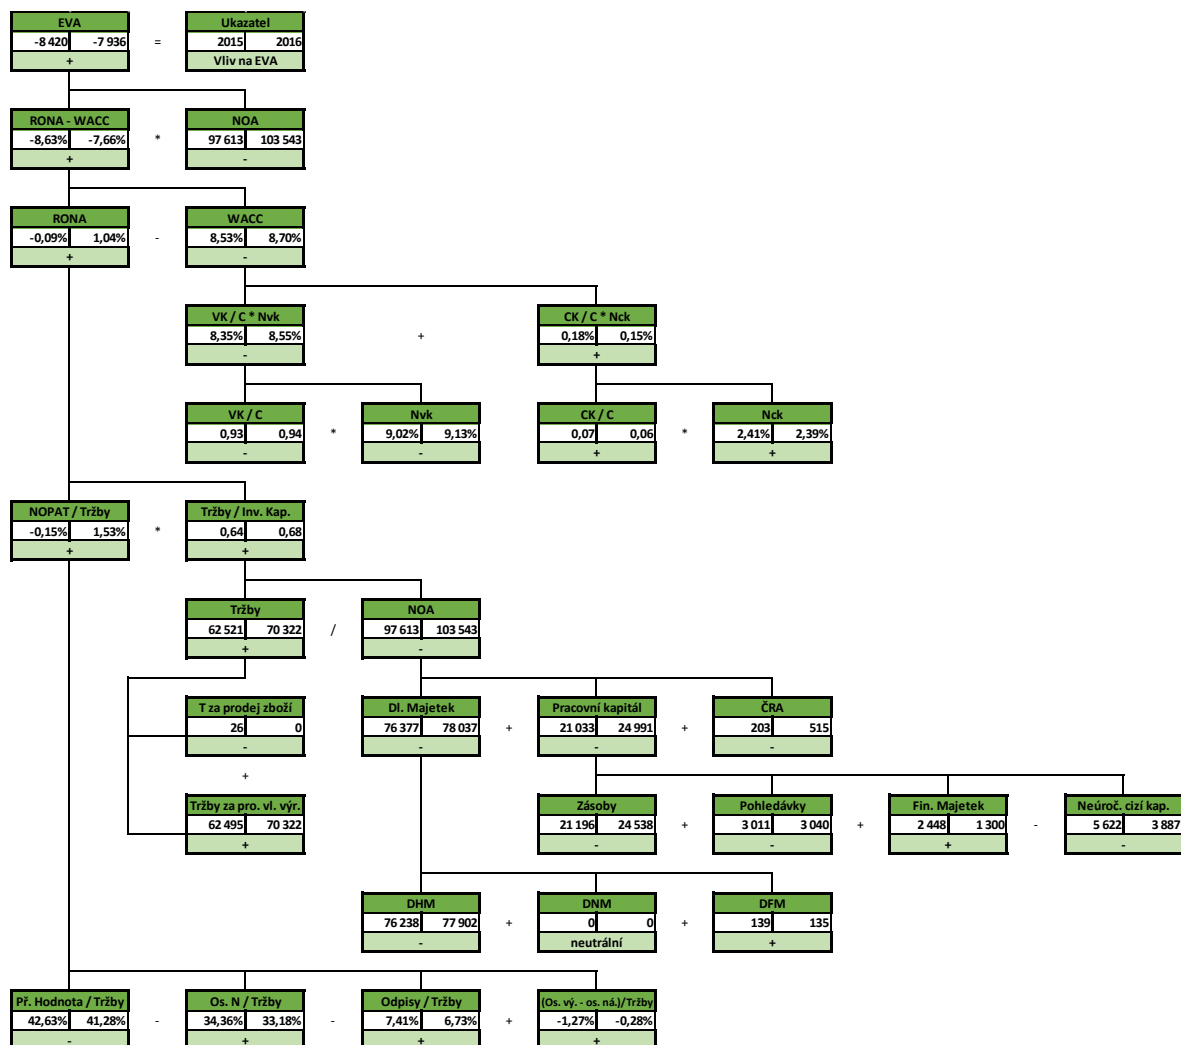 EVA Ukazatel
-8 420 -7 936 = 2015 2016
+ Vliv na EVA
RONA - WACC NOA
-8,63% -7,66% * 97 613 103 543
+ -
RONA WACC
-0,09% 1,04% - 8,53% 8,70%
+ -
VK / C * Nvk CK / C * Nck
8,35% 8,55% + 0,18% 0,15%
- +
VK / C Nvk CK / C Nck
0,93 0,94 * 9,02% 9,13% 0,07 0,06 * 2,41% 2,39%
- - + +
NOPAT / Tržby Tržby / Inv. Kap.
-0,15% 1,53% * 0,64 0,68
+ +
Tržby NOA
62 521 70 322 / 97 613 103 543
+ -
T za prodej zboží Dl. Majetek Pracovní kapitál ČRA
26 0 76 377 78 037 + 21 033 24 991 + 203 515
- - - -
+
Tržby za pro. vl. výr. Zásoby Pohledávky Fin. Majetek Neúroč. cizí kap.
62 495 70 322 21 196 24 538 + 3 011 3 040 + 2 448 1 300 - 5 622 3 887
+ - - + -
DHM DNM DFM
76 238 77 902 + 0 0 + 139 135
- neutrální +
Př. Hodnota / Tržby Os. N / Tržby Odpisy / Tržby (Os. vý. - os. ná.)/Tržby
42,63% 41,28% - 34,36% 33,18% - 7,41% 6,73% + -1,27% -0,28%
- + + +